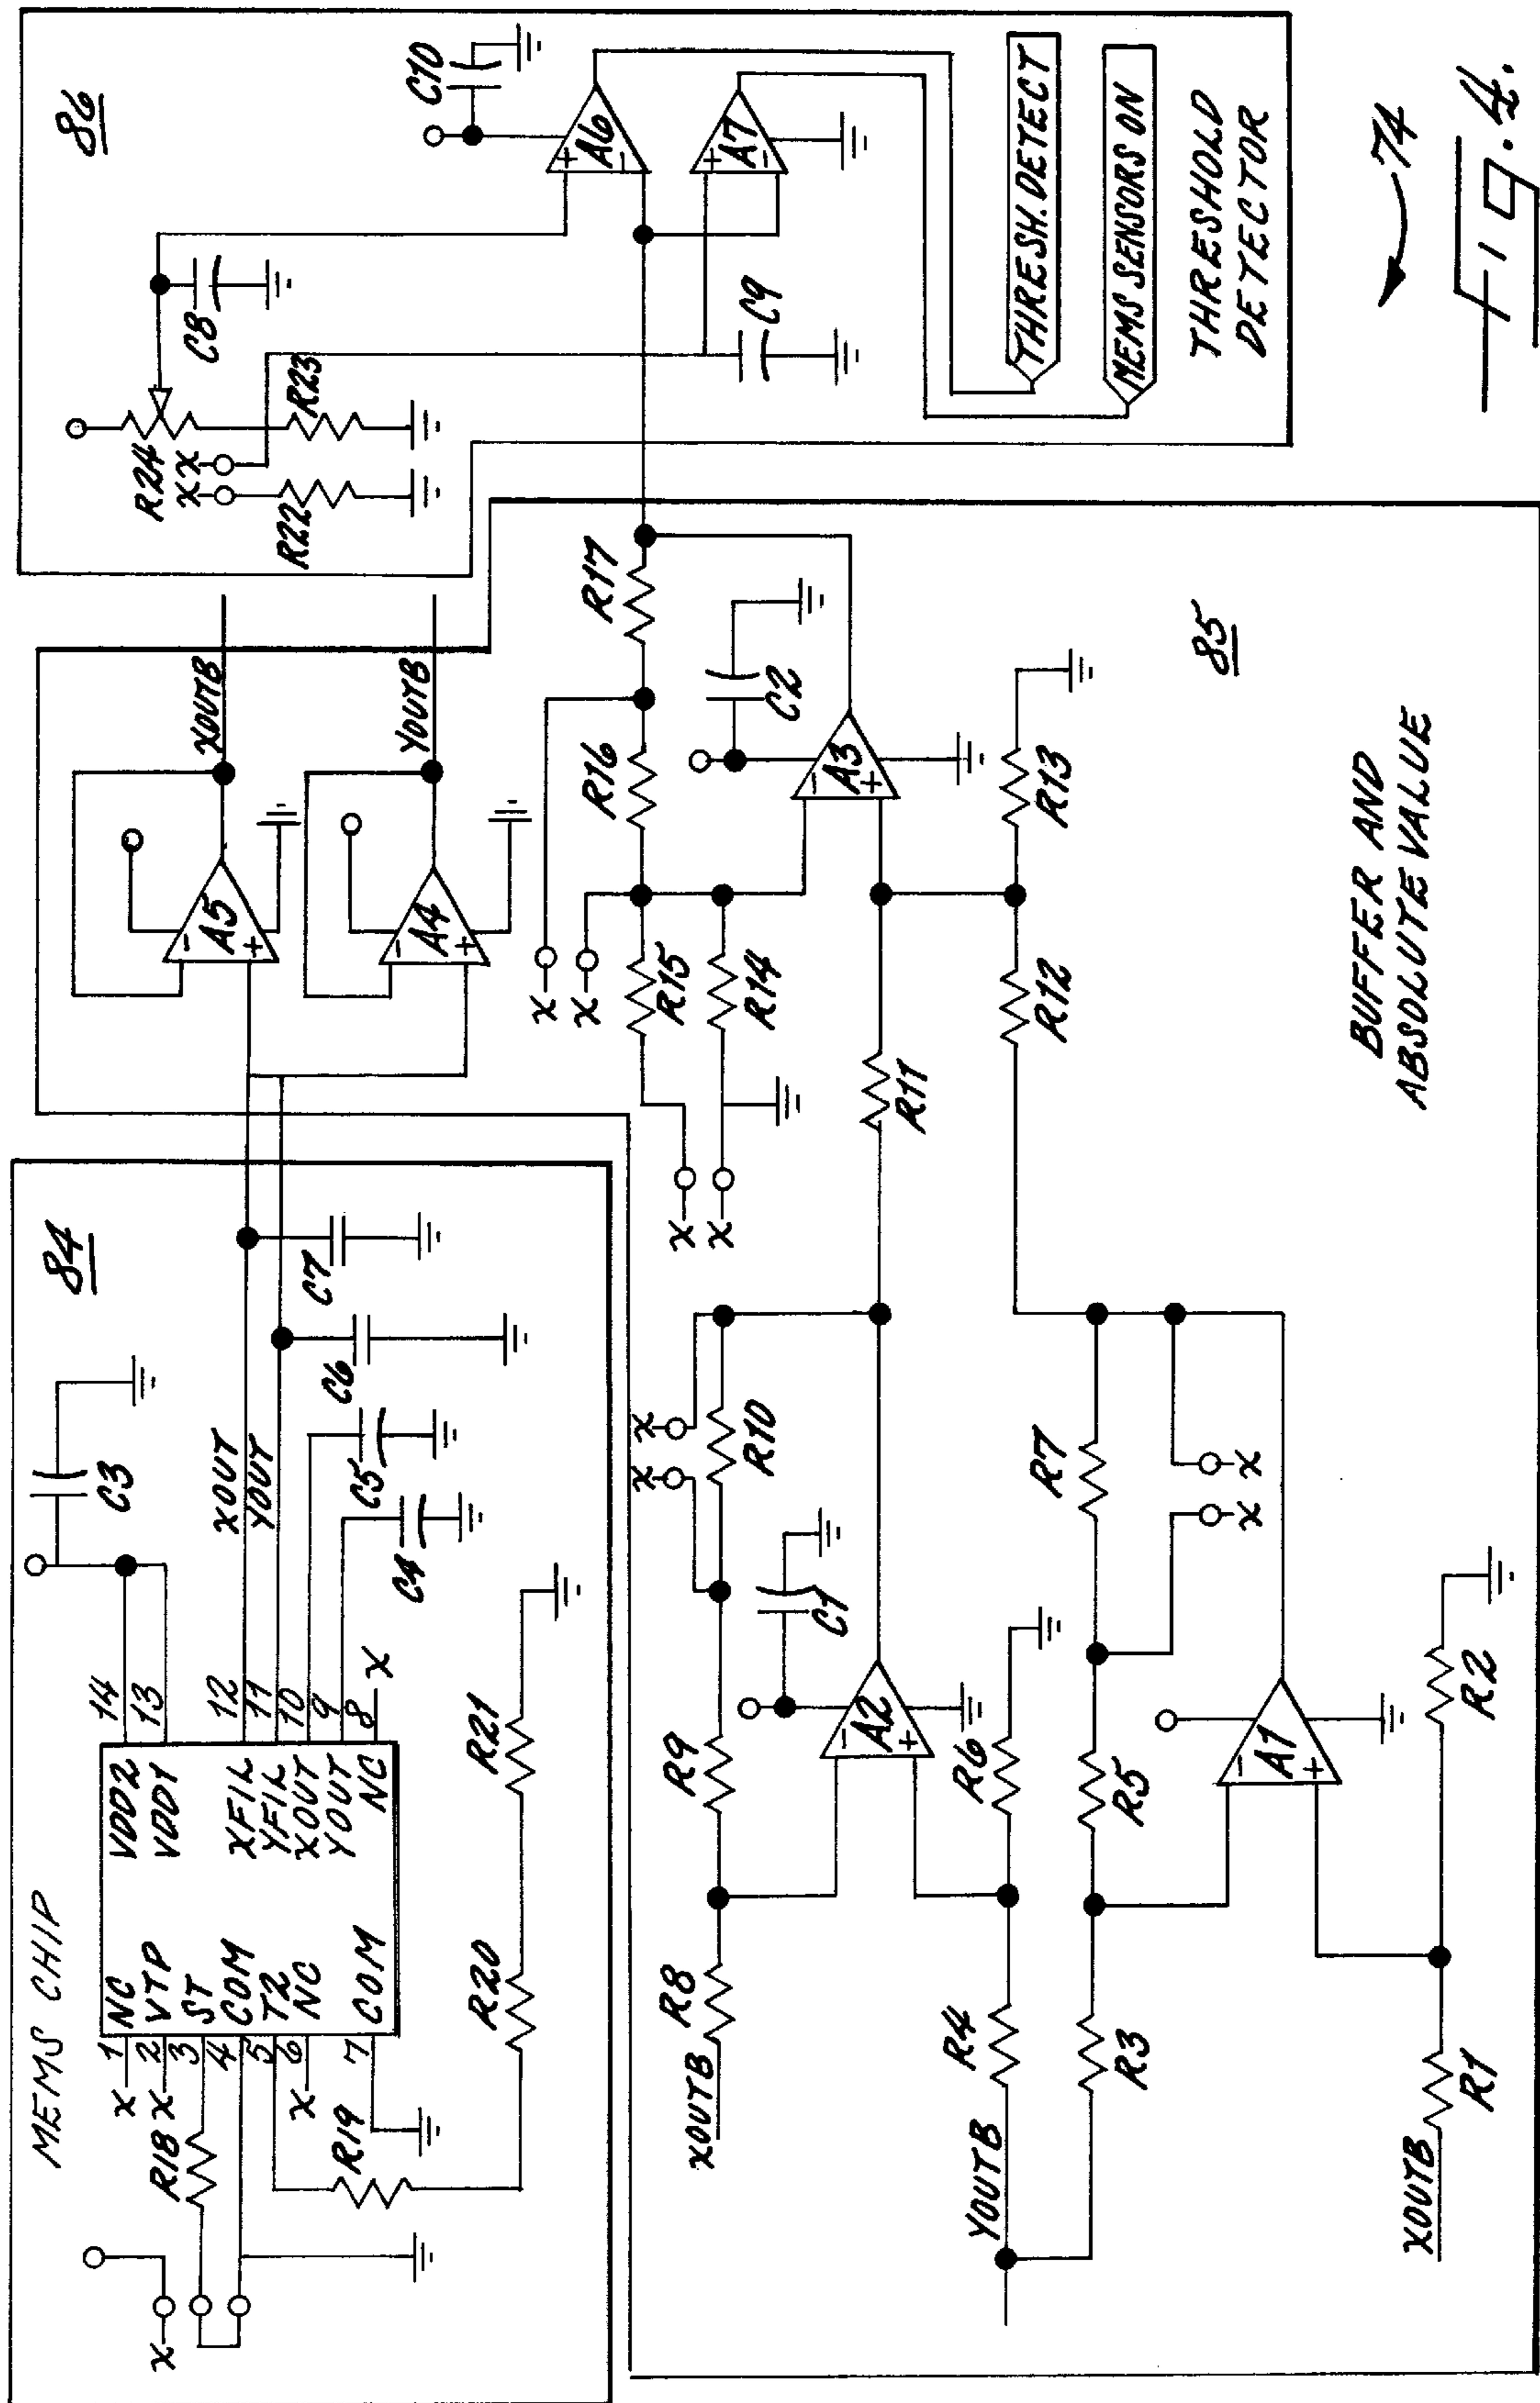 84
MEMS CHIP
1 NC
2 VTP
3 ST
4 COM
5 T2
6 NC
7 COM
VDD2 14
VDD1 13
XFIL 12
YFIL 11
XOUT 10
YOUT 9
NC 8
X
X
X
X
X
R18
R19
R20
R21
C3
XOUT
YOUT
C4
C5
C6
C7
A5
- +
XOUTB
A4
- +
YOUTB
85
XOUTB
R8
R9
R10
X
X
C1
A2
- +
YOUTB
R4
R6
R3
R5
R7
X
X
A1
- +
XOUTB
R1
R2
R11
R12
R13
X
X
R15
R14
X
X
R16
R17
A3
- +
C2
BUFFER AND
ABSOLUTE VALUE
86
R24
X
X
R22
R23
C8
C9
C10
A6
+ -
A7
+ -
THRESH. DETECT
MEMS SENSORS ON
THRESHOLD
DETECTOR
74
Fig. 4.